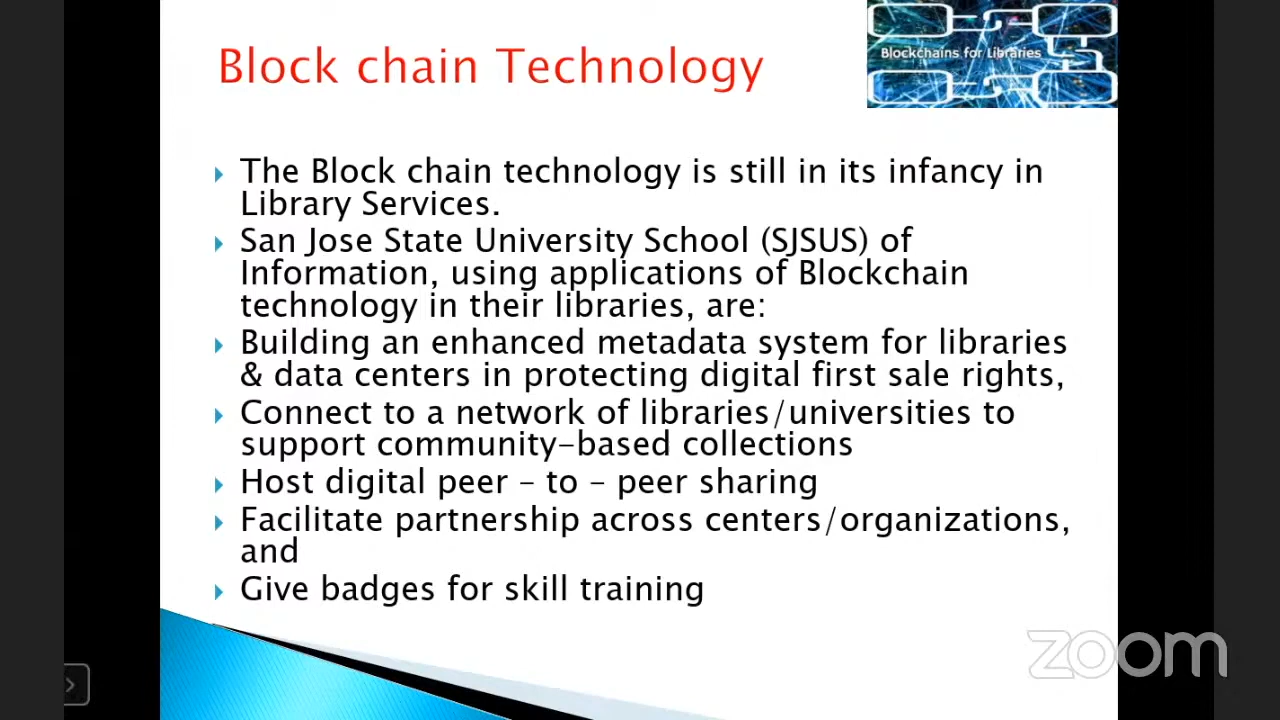 Block chain Technology
Blockchains for Libraries
The Block chain technology is still in its infancy in
Library Services.
San Jose State University School (SJSUS) of
Information, using applications of Blockchain
technology in their libraries, are:
Building an enhanced metadata system for libraries
& data centers in protecting digital first sale rights,
Connect to a network of libraries/universities to
support community-based collections
Host digital peer – to – peer sharing
Facilitate partnership across centers/organizations,
and
Give badges for skill training
zoom